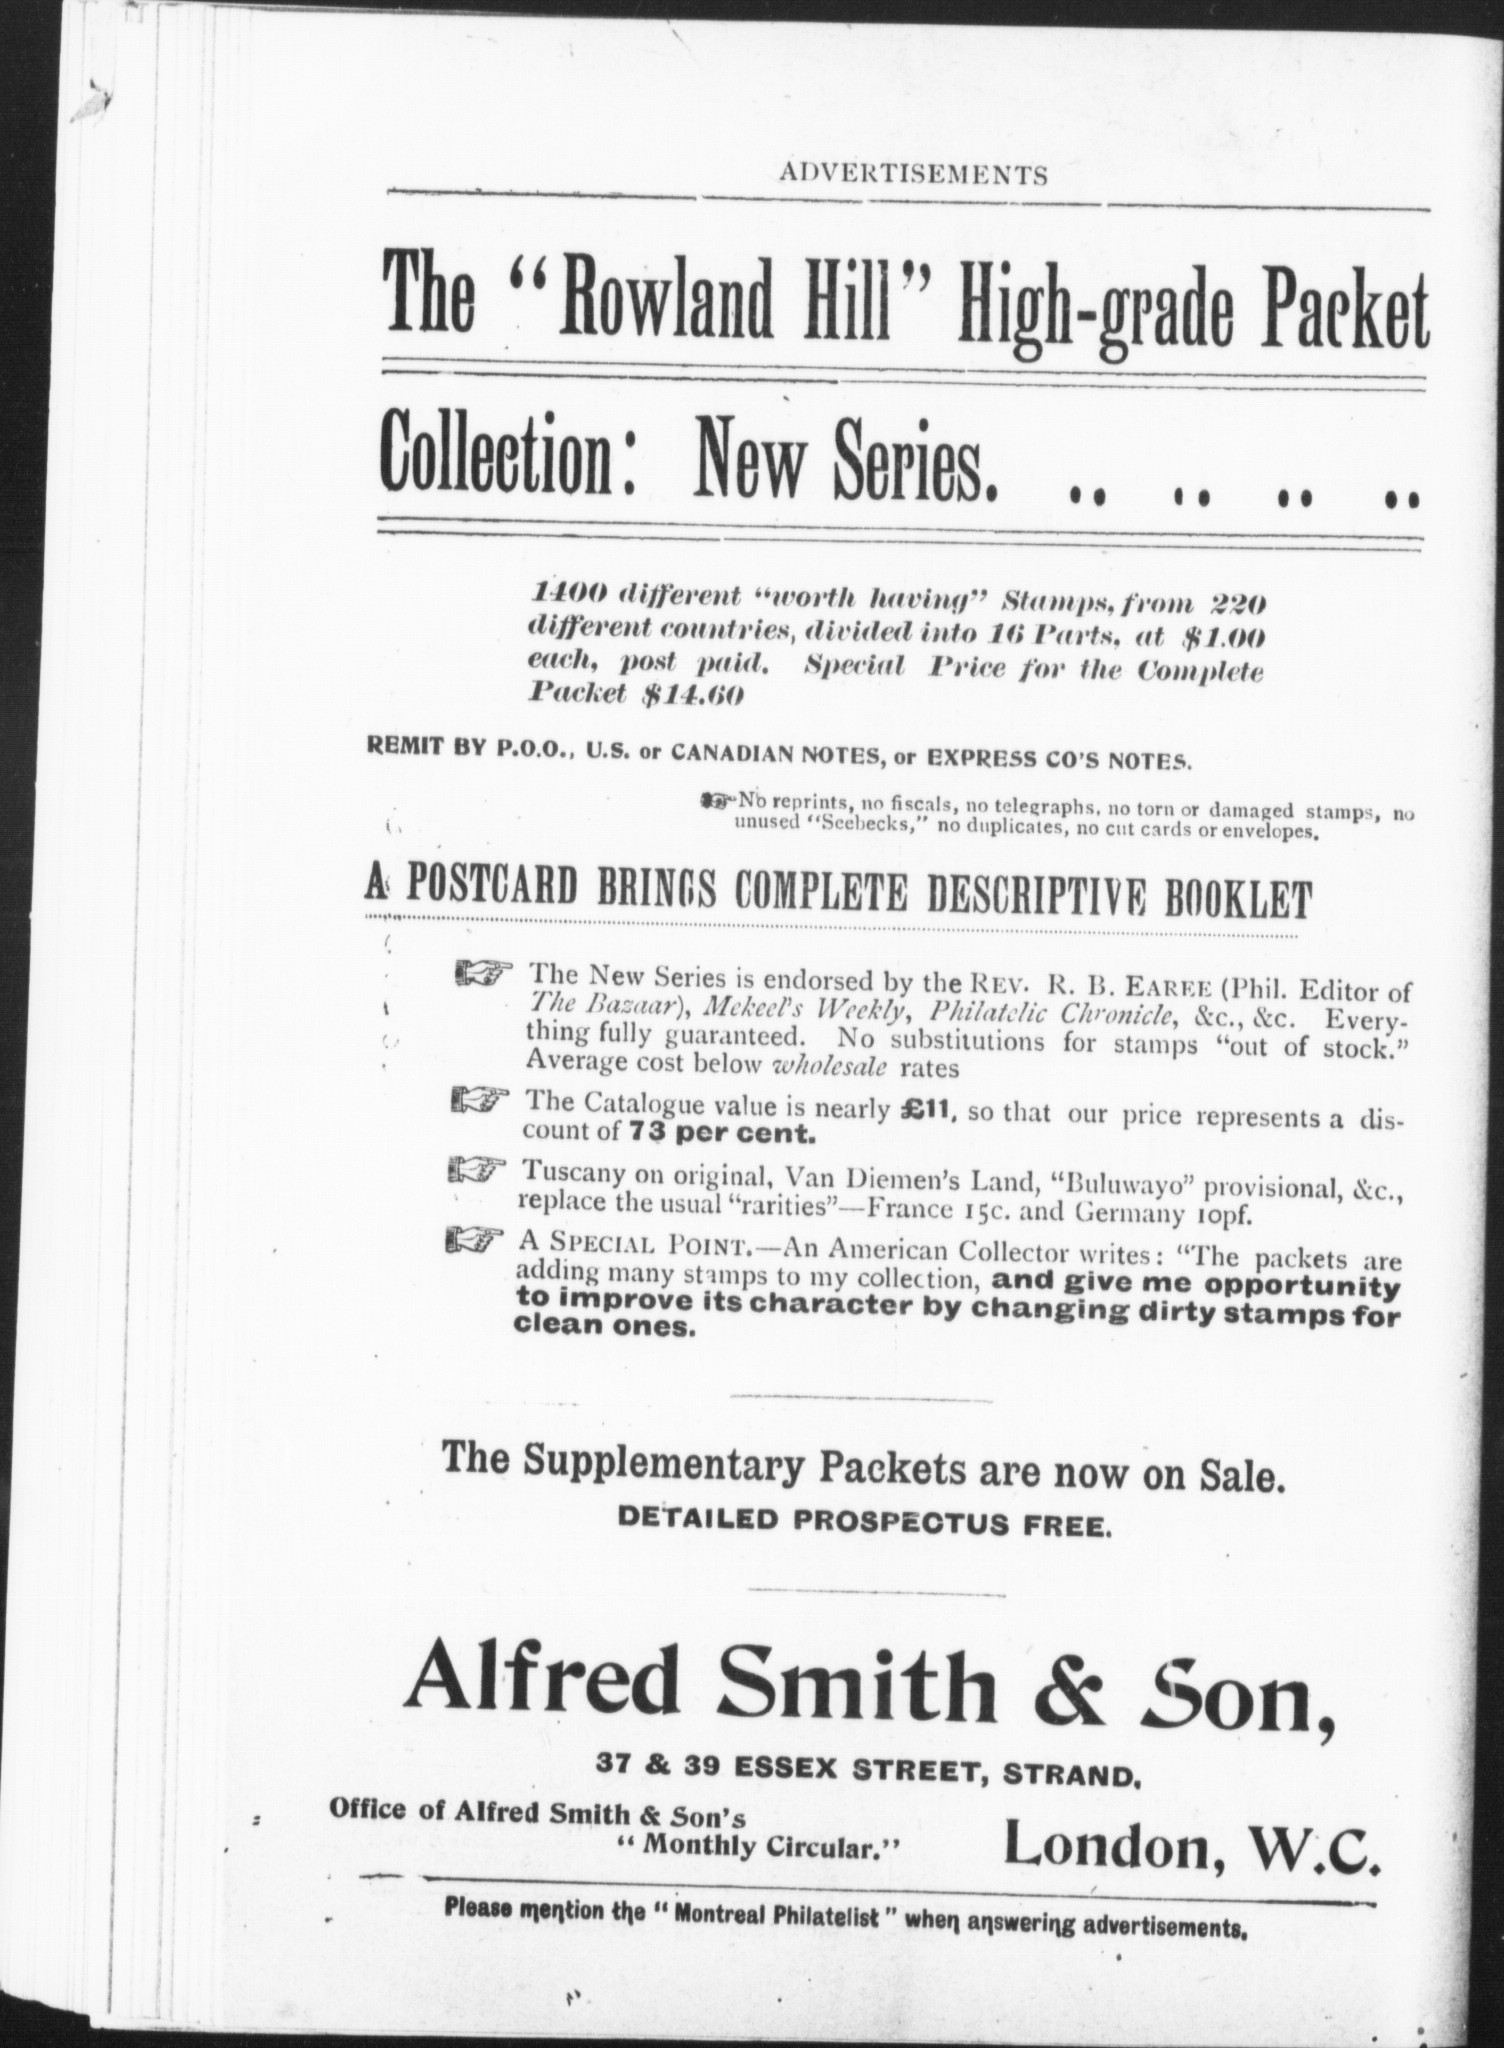 ADVERTISEMENTS
The “Rowland Hill” High-grade Packet
Collection: New Series. .. .. .. ..
1400 different “worth having” Stamps, from 220
different countries, divided into 16 Parts, at $1.00
each, post paid. Special Price for the Complete
Packet $14.60
REMIT BY P.O.O., U.S. or CANADIAN NOTES, or EXPRESS CO'S NOTES.
☞No reprints, no fiscals, no telegraphs, no torn or damaged stamps, no
unused “Seebecks,” no duplicates, no cut cards or envelopes.
A POSTCARD BRINGS COMPLETE DESCRIPTIVE BOOKLET
☞ The New Series is endorsed by the REV. R. B. EAREE (Phil. Editor of
The Bazaar), Mekeel's Weekly, Philatelic Chronicle, &c., &c. Every-
thing fully guaranteed. No substitutions for stamps “out of stock.”
Average cost below wholesale rates
☞ The Catalogue value is nearly £11, so that our price represents a dis-
count of 73 per cent.
☞ Tuscany on original, Van Diemen's Land, “Buluwayo” provisional, &c.,
replace the usual “rarities”—France 15c. and Germany 10pf.
☞ A SPECIAL POINT.—An American Collector writes: “The packets are
adding many stamps to my collection, and give me opportunity
to improve its character by changing dirty stamps for
clean ones.
The Supplementary Packets are now on Sale.
DETAILED PROSPECTUS FREE.
Alfred Smith & Son,
37 & 39 ESSEX STREET, STRAND,
Office of Alfred Smith & Son's
“Monthly Circular.”
London, W.C.
Please mention the “Montreal Philatelist” when answering advertisements.